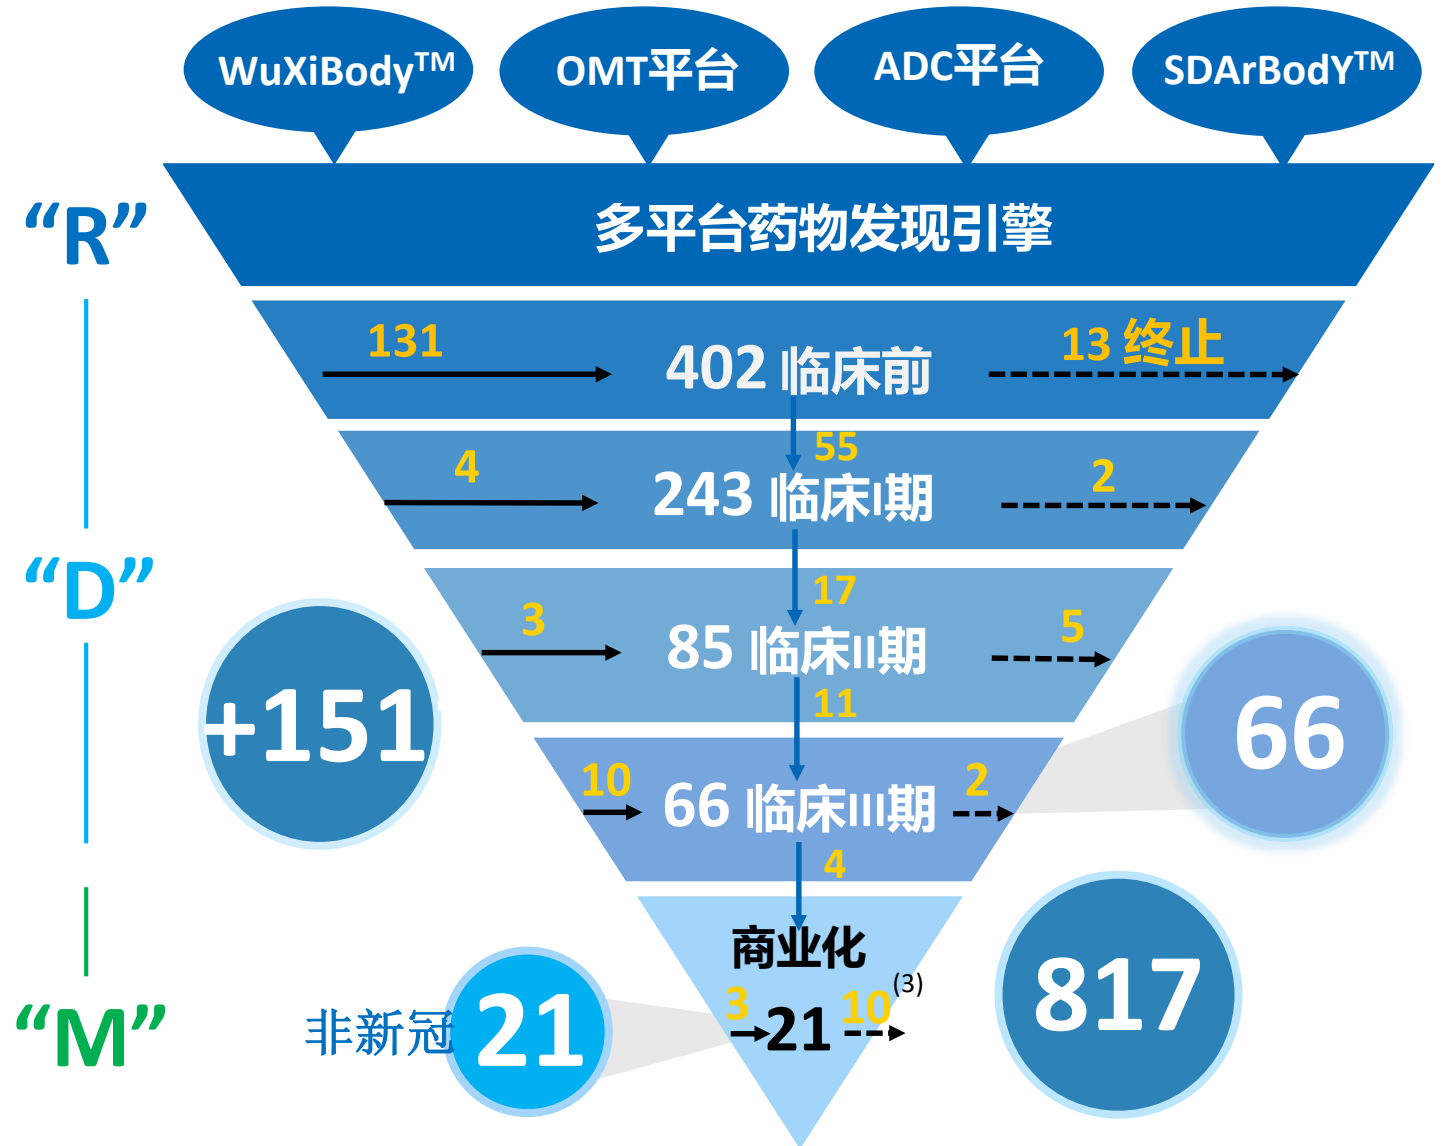 WuXiBody™
OMT平台
ADC平台
SDArBodY™
“R”
多平台药物发现引擎
131
402 临床前
13 终止
55
4
243 临床I期
2
“D”
17
3
85 临床II期
5
+151
11
66
10
66 临床III期
2
4
商业化
817
“M”
非新冠 21
3
21
10(3)